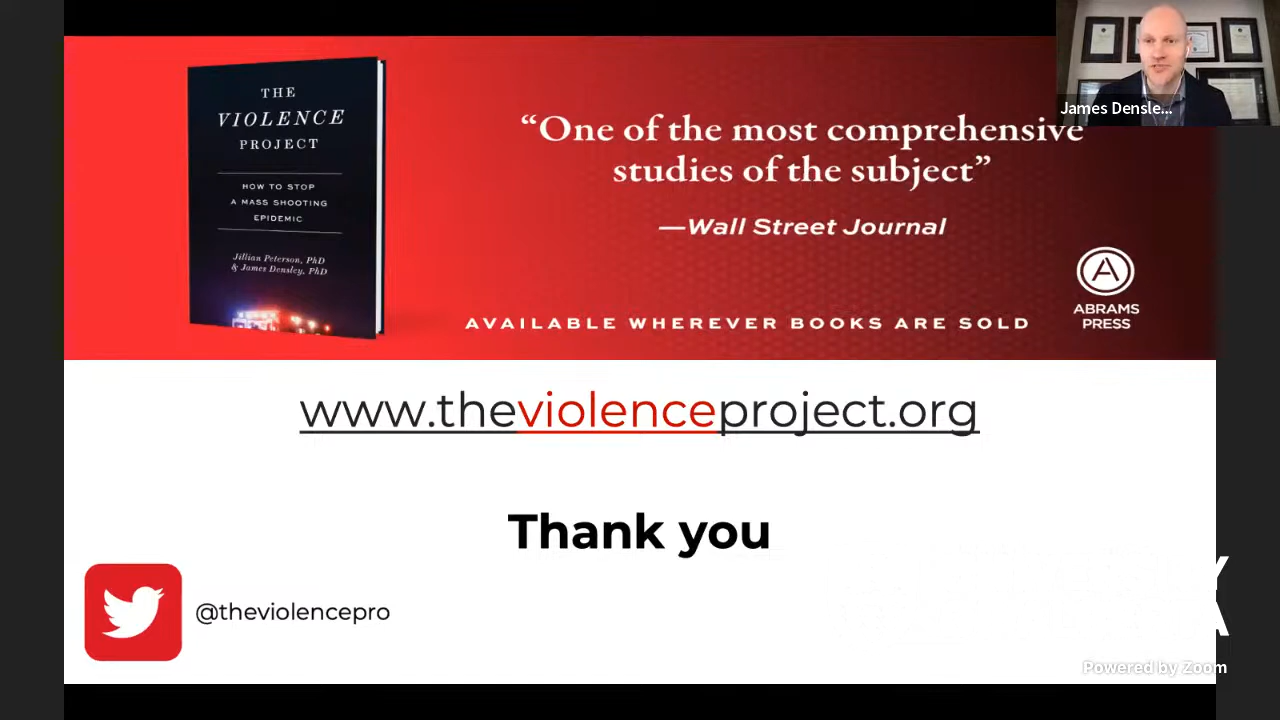 THE
VIOLENCE
PROJECT
HOW TO STOP
A MASS SHOOTING
EPIDEMIC
Jillian Peterson, PhD
& James Densley, PhD
“One of the most comprehensive
studies of the subject”
—Wall Street Journal
AVAILABLE WHEREVER BOOKS ARE SOLD
A
ABRAMS
PRESS
James Densle...
www.theviolenceproject.org
Thank you
@theviolencepro
Y
A
Powered by Zoom